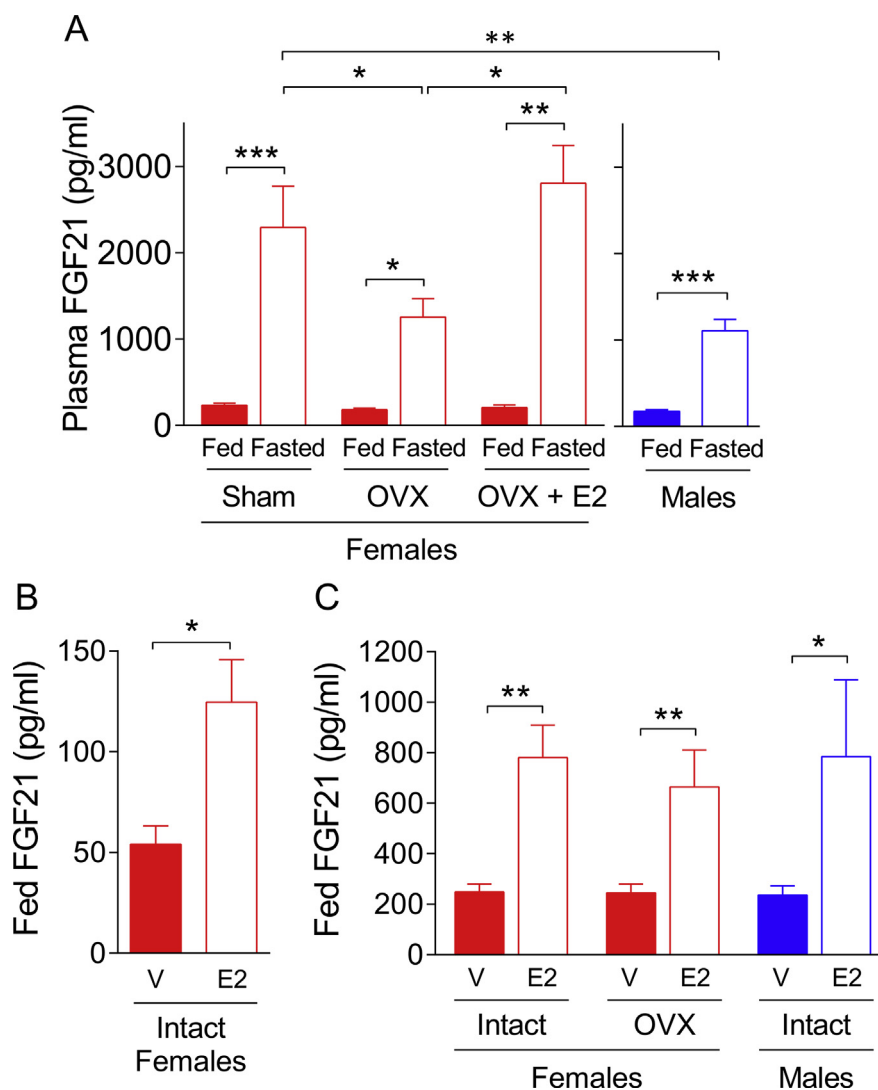 A
**
* *
**
***
*
***
Plasma FGF21 (pg/ml)
3000
2000
1000
0
Fed Fasted Fed Fasted Fed Fasted Fed Fasted
Sham OVX OVX + E2 Males
Females
B
*
Fed FGF21 (pg/ml)
150
100
50
0
V E2
Intact
Females
C
*
**
**
Fed FGF21 (pg/ml)
1200
1000
800
600
400
200
0
V E2 V E2 V E2
Intact OVX Intact
Females Males